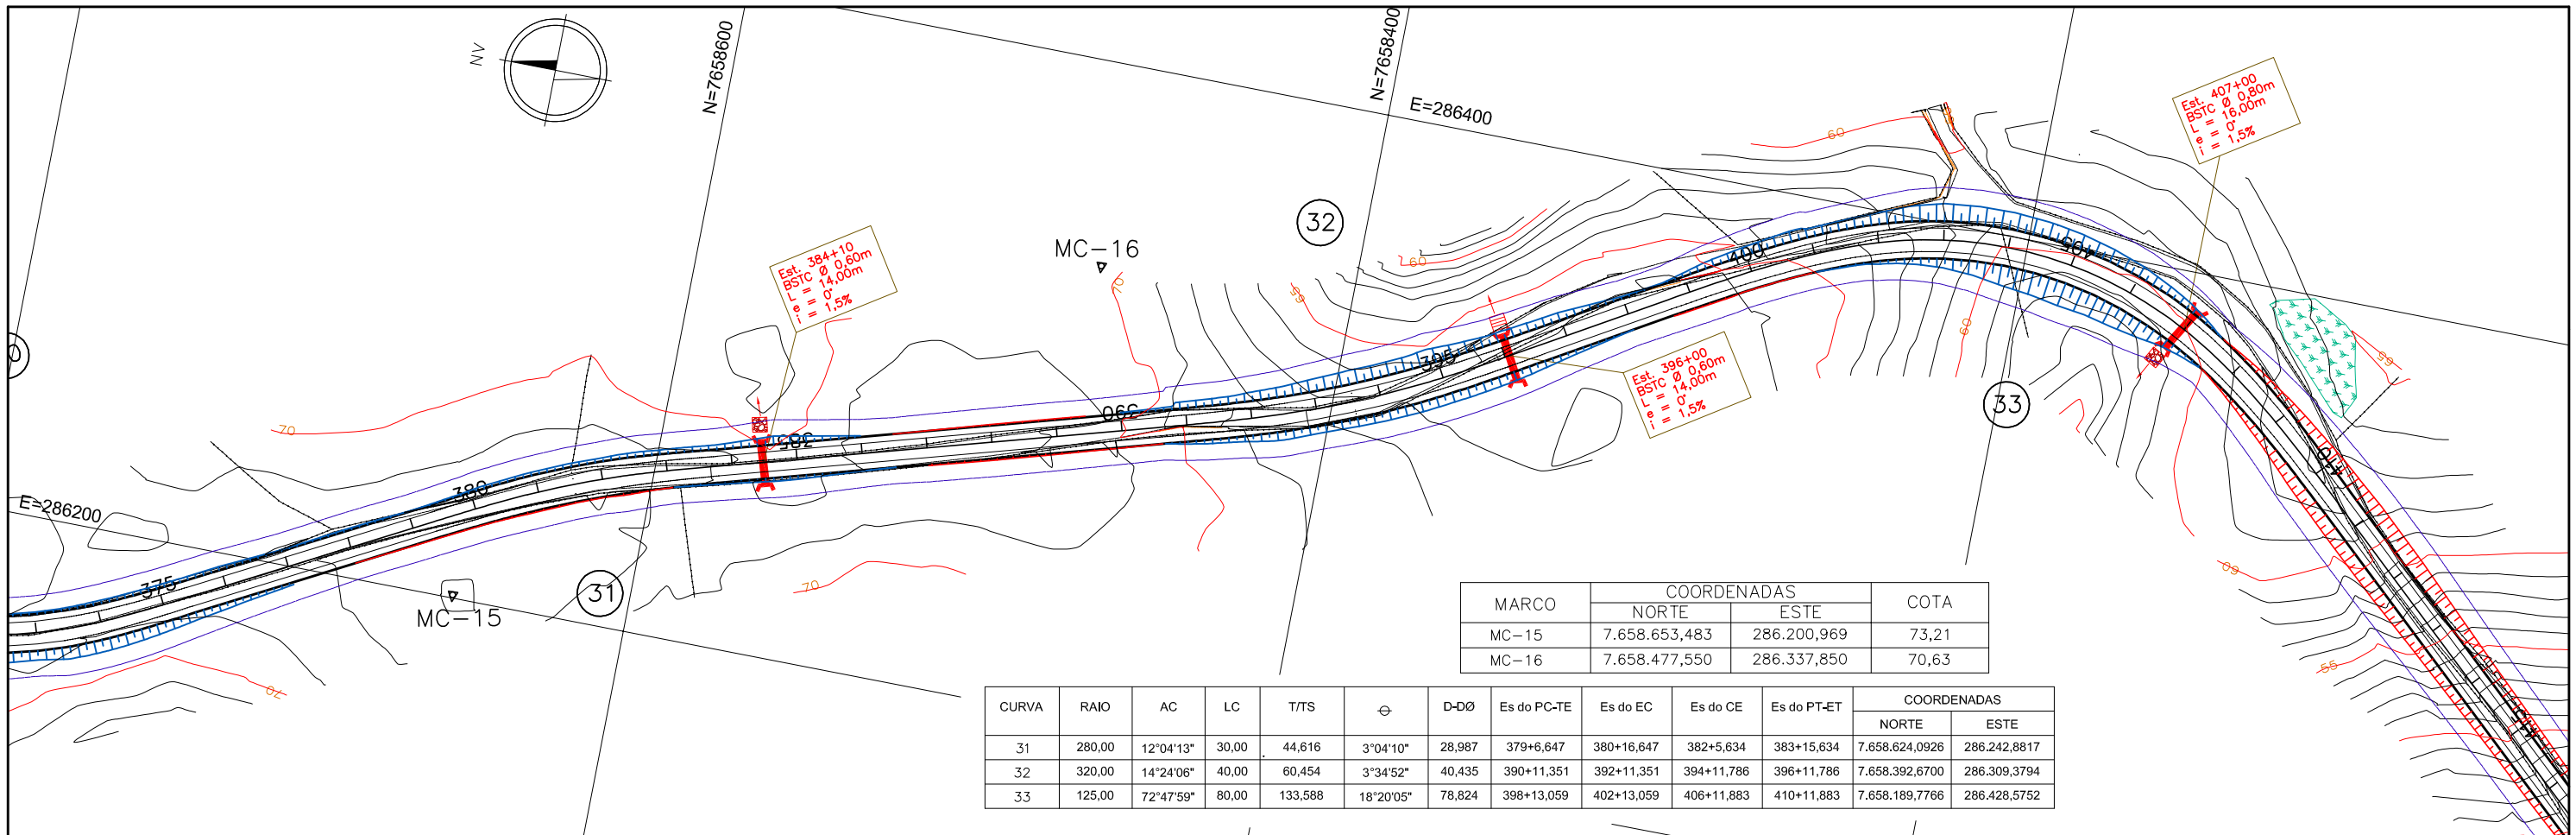 NV
N=7658600
N=7658400
E=286400
Est. 407+00
BSTC Ø 0,80m
L = 16,00m
e = 0°
i = 1,5%
60
32
MC-16
Est. 384+10
BSTC Ø 0,60m
L = 14,00m
e = 0°
i = 1,5%
70
65
60
400
405
60
65
395
Est. 396+00
BSTC Ø 0,60m
L = 14,00m
e = 0°
i = 1,5%
33
70
385
390
380
E=286200
375
MC-15
31
70
70
410
60
55
415
MARCO COORDENADAS COTA
NORTE ESTE
MC-15 7.658.653,483 286.200,969 73,21
MC-16 7.658.477,550 286.337,850 70,63
CURVA RAIO AC LC T/TS ϴ D-DØ Es do PC-TE Es do EC Es do CE Es do PT-ET COORDENADAS
NORTE ESTE
31 280,00 12°04'13" 30,00 44,616 3°04'10" 28,987 379+6,647 380+16,647 382+5,634 383+15,634 7.658.624,0926 286.242,8817
32 320,00 14°24'06" 40,00 60,454 3°34'52" 40,435 390+11,351 392+11,351 394+11,786 396+11,786 7.658.392,6700 286.309,3794
33 125,00 72°47'59" 80,00 133,588 18°20'05" 78,824 398+13,059 402+13,059 406+11,883 410+11,883 7.658.189,7766 286.428,5752